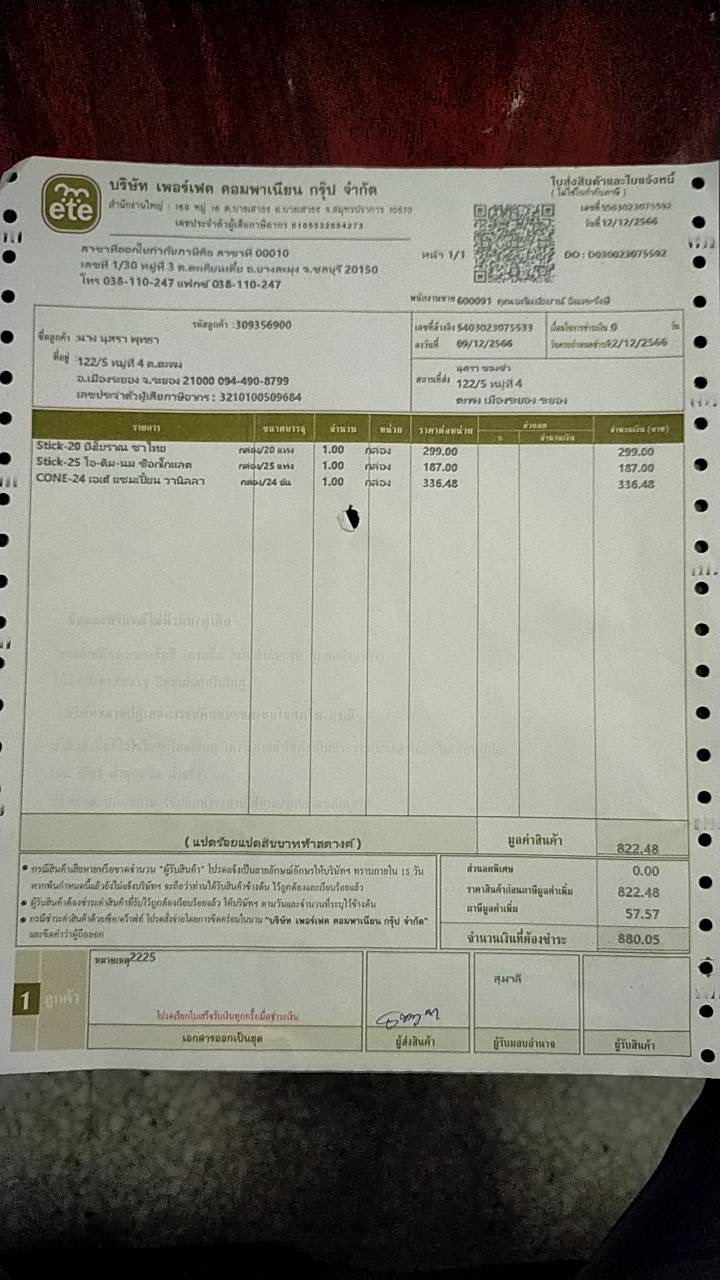 ete
บริษัท เพอร์เฟค คอมพาเนียน กรุ๊ป จำกัด
สำนักงานใหญ่ :
เลขประจำตัวผู้เสียภาษีอากร
ใบส่งสินค้าและใบแจ้งหนี้
( ไม่ใช่ใบกำกับภาษี )
วันที่ 12/12/2566
สาขาที่ออกใบกำกับภาษีคือ สาขาที่ 00010
เลขที่ 1/30 หมู่ที่ 3 ต.ตะเคียนเตี้ย อ.บางละมุง จ.ชลบุรี 20150
โทร 038-110-247 แฟกซ์ 038-110-247
หน้า 1/1
DO : D030023075592
พนักงานขาย 600091
รหัสลูกค้า :309356900
ชื่อลูกค้า :นาง นุสรา พุทธา
ที่อยู่ 122/5 หมู่ที่ 4 ต.ตะพง
อ.เมืองระยอง จ.ระยอง 21000 094-490-8799
เลขประจำตัวผู้เสียภาษีอากร : 3210100509684
เลขที่อ้างอิง 5403023075533
ลงวันที่ 09/12/2566
เงื่อนไขการชำระเงิน 0 วัน
วันครบกำหนดชำระ 12/12/2566
สถานที่ส่ง
122/5 หมู่ที่ 4
ตะพง เมืองระยอง ระยอง
รายการ ขนาดบรรจุ จำนวน หน่วย ราคาต่อหน่วย ส่วนลด จำนวนเงิน (บาท)
% จำนวนเงิน
Stick-20 ปังโบราณ ชาไทย กล่อง/20 แท่ง 1.00 กล่อง 299.00 299.00
Stick-25 ไอ-ติม-นม ช็อกโกแลต กล่อง/25 แท่ง 1.00 กล่อง 187.00 187.00
CONE-24 เอเต้ แชมเปี้ยน วานิลลา กล่อง/24 อัน 1.00 กล่อง 336.48 336.48
( แปดร้อยแปดสิบบาทห้าสตางค์ )
มูลค่าสินค้า 822.48
ส่วนลดพิเศษ 0.00
ราคาสินค้าก่อนภาษีมูลค่าเพิ่ม 822.48
ภาษีมูลค่าเพิ่ม 57.57
จำนวนเงินที่ต้องชำระ 880.05
• กรณีสินค้าเสียหายหรือขาดจำนวน "ผู้รับสินค้า" โปรดแจ้งเป็นลายลักษณ์อักษรให้บริษัทฯ ทราบภายใน 15 วัน
หากพ้นกำหนดนี้แล้วยังไม่แจ้งบริษัทฯ จะถือว่าท่านได้รับสินค้าข้างต้น ไว้ถูกต้องและเรียบร้อยแล้ว
• ผู้รับสินค้าต้องชำระค่าสินค้าที่รับไว้ถูกต้องเรียบร้อยแล้ว ให้บริษัทฯ ตามวันและจำนวนที่ระบุไว้ข้างต้น
• กรณีชำระค่าสินค้าด้วยเช็ค/ดร๊าฟท์ โปรดสั่งจ่ายโดยการขีดคร่อมในนาม "บริษัท เพอร์เฟค คอมพาเนียน กรุ๊ป จำกัด"
และขีดฆ่าว่าผู้ถือออก
1 ลูกค้า
หมายเหตุ 2225
โปรดเรียกใบเสร็จรับเงินทุกครั้งเมื่อชำระเงิน
เอกสารออกเป็นชุด
ผู้ส่งสินค้า
สุมาลี
ผู้รับมอบอำนาจ
ผู้รับสินค้า